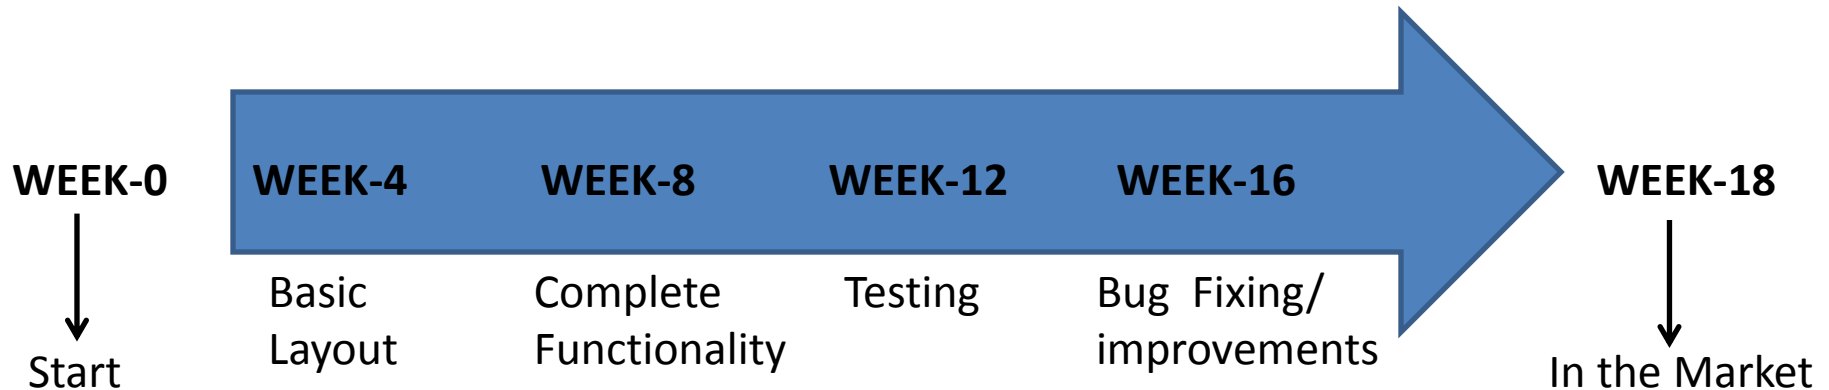 WEEK-0
WEEK-4
WEEK-8
WEEK-12
WEEK-16
WEEK-18
Start
Basic
Layout
Complete
Functionality
Testing
Bug Fixing/
improvements
In the Market